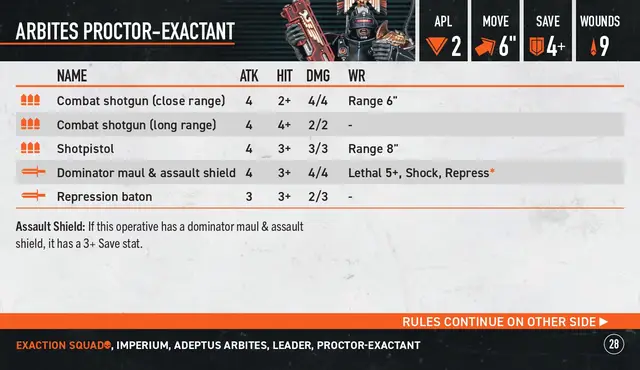 ARBITES PROCTOR-EXACTANT
APL 2 MOVE 6" SAVE 4+ WOUNDS 9
NAME ATK HIT DMG WR
Combat shotgun (close range) 4 2+ 4/4 Range 6"
Combat shotgun (long range) 4 4+ 2/2 -
Shotpistol 4 3+ 3/3 Range 8"
Dominator maul & assault shield 4 3+ 4/4 Lethal 5+, Shock, Repress*
Repression baton 3 3+ 2/3 -
Assault Shield: If this operative has a dominator maul & assault
shield, it has a 3+ Save stat.
RULES CONTINUE ON OTHER SIDE ▶
EXACTION SQUAD, IMPERIUM, ADEPTUS ARBITES, LEADER, PROCTOR-EXACTANT 28